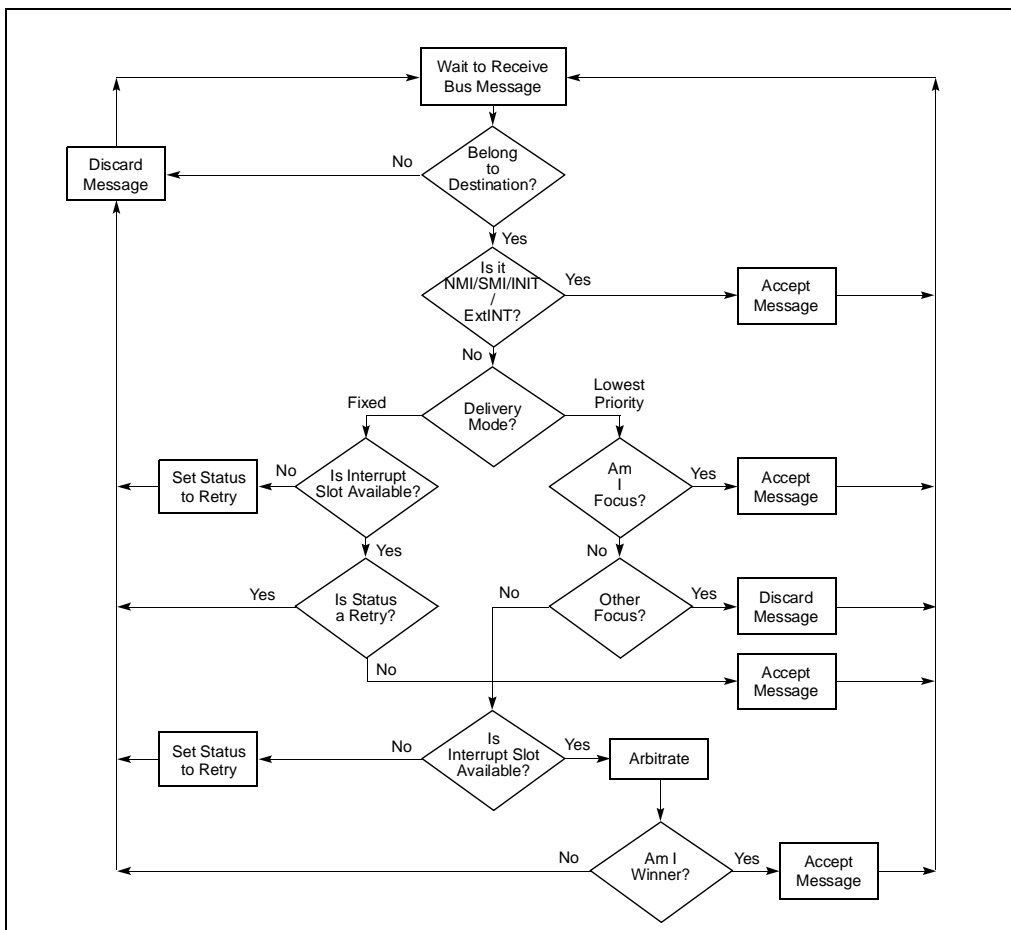 Wait to Receive
Bus Message
Belong
to
Destination?
No
Discard
Message
Yes
Is it
NMI/SMI/INIT
/
ExtINT?
Yes
Accept
Message
No
Delivery
Mode?
Fixed
Lowest
Priority
Is Interrupt
Slot Available?
No
Set Status
to Retry
Am
I
Focus?
Yes
Accept
Message
Yes
No
Is Status
a Retry?
Yes
Other
Focus?
No
Yes
Discard
Message
No
Accept
Message
Is
Interrupt Slot
Available?
No
Set Status
to Retry
Yes
Arbitrate
Am I
Winner?
No
Yes
Accept
Message